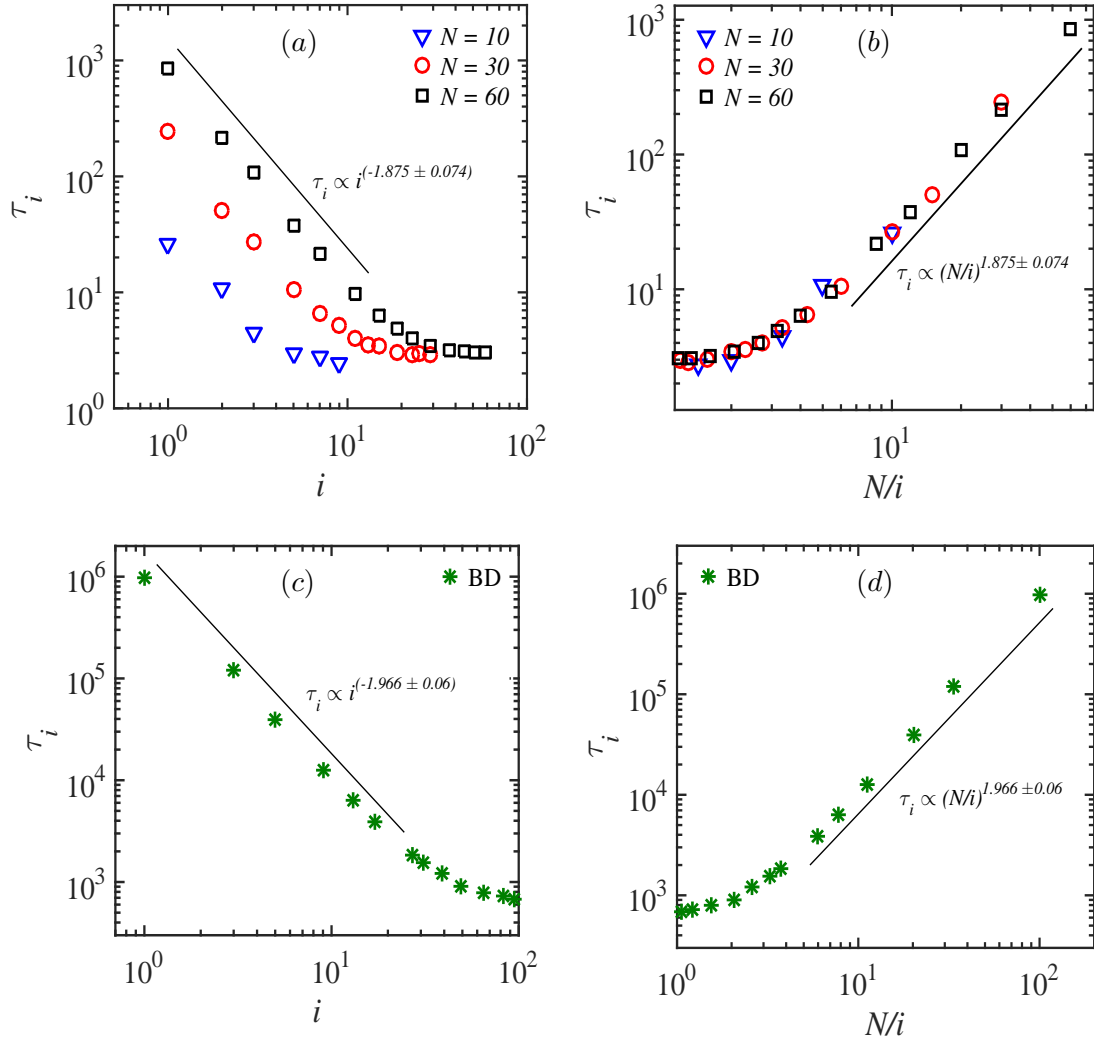 (a)
N = 10
N = 30
N = 60
τ_i ∝ i^(-1.875 ± 0.074)
τ_i
10^3
10^2
10^1
10^0
10^0 10^1 10^2
i
(b)
N = 10
N = 30
N = 60
τ_i ∝ (N/i)^1.875± 0.074
τ_i
10^3
10^2
10^1
10^1
N/i
(c)
BD
τ_i ∝ i^(-1.966 ± 0.06)
τ_i
10^6
10^5
10^4
10^3
10^0 10^1 10^2
i
(d)
BD
τ_i ∝ (N/i)^1.966 ± 0.06
τ_i
10^6
10^5
10^4
10^3
10^0 10^1 10^2
N/i